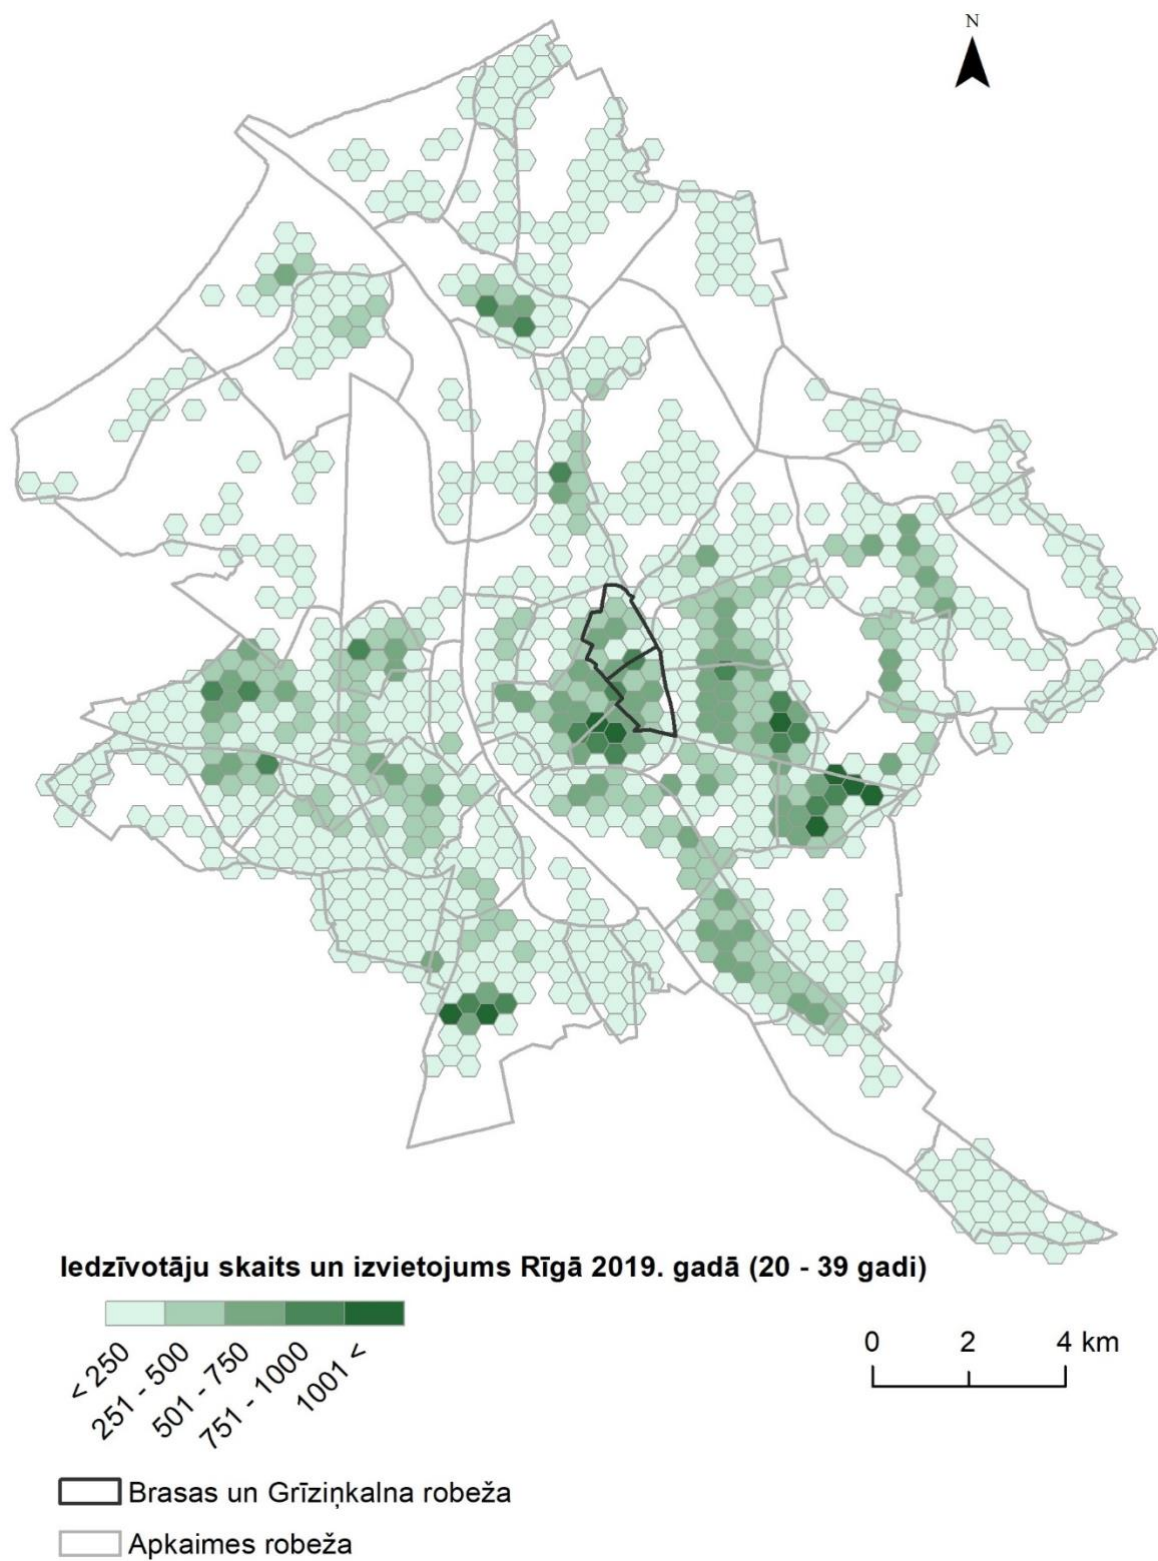 N
Iedzīvotāju skaits un izvietojums Rīgā 2019. gadā (20 - 39 gadi)
< 250
251 - 500
501 - 750
751 - 1000
1001 <
0 2 4 km
Brasas un Grīziņkalna robeža
Apkaimes robeža